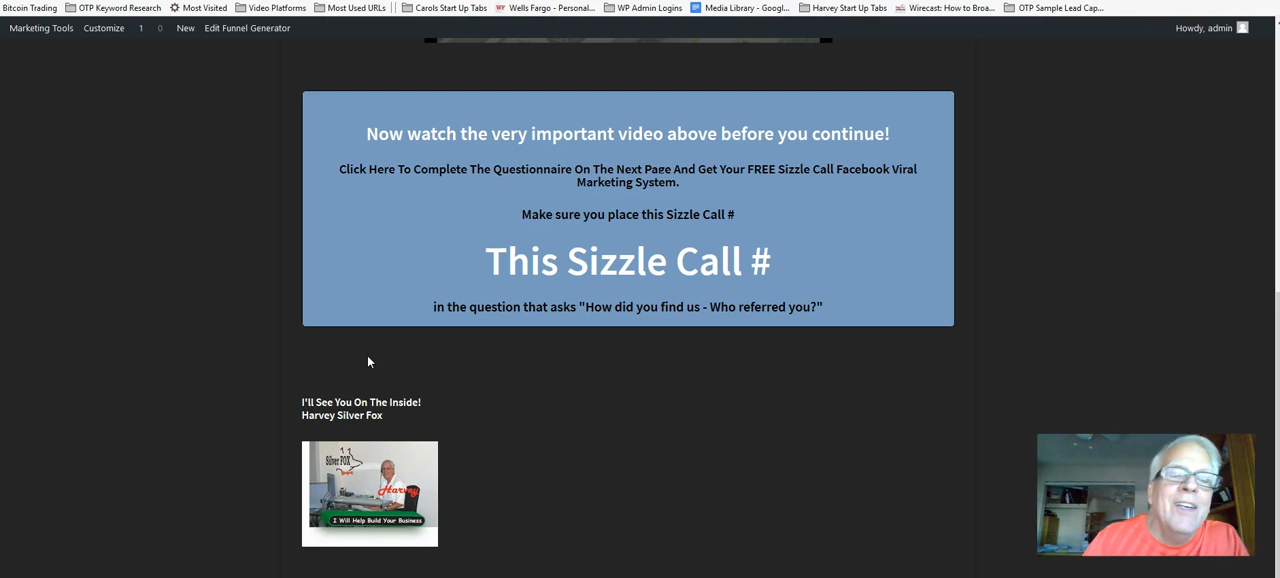 Bitcoin Trading OTP Keyword Research Most Visited Video Platforms Most Used URLs Carols Start Up Tabs Wells Fargo - Personal... WP Admin Logins Media Library - Googl... Harvey Start Up Tabs Wirecast: How to Broa... OTP Sample Lead Cap...
Marketing Tools Customize 1 0 New Edit Funnel Generator Howdy, admin
Now watch the very important video above before you continue!
Click Here To Complete The Questionnaire On The Next Page And Get Your FREE Sizzle Call Facebook Viral
Marketing System.
Make sure you place this Sizzle Call #
This Sizzle Call #
in the question that asks "How did you find us - Who referred you?"
I'll See You On The Inside!
Harvey Silver Fox
Silver FOX
Harvey
I Will Help Build Your Business